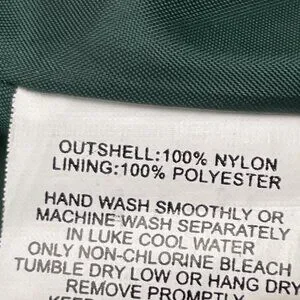 OUTSHELL:100% NYLON
LINING:100% POLYESTER
HAND WASH SMOOTHLY OR
MACHINE WASH SEPARATELY
IN LUKE COOL WATER
ONLY NON-CHLORINE BLEACH
TUMBLE DRY LOW OR HANG DRY
REMOVE PROMPTLY